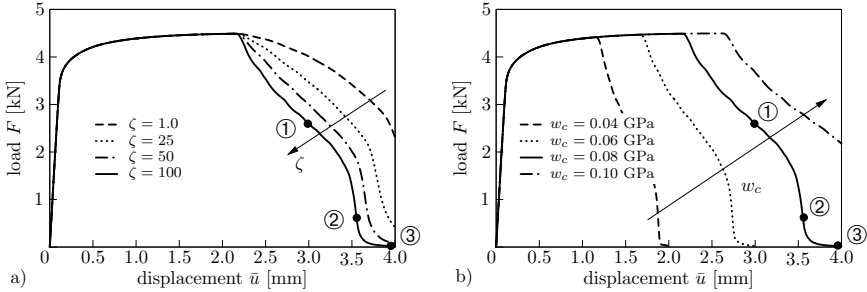 5
4
3
2
1
load F [kN]
ζ = 1.0
ζ = 25
ζ = 50
ζ = 100
①
②
③
ζ
0 0.5 1.0 1.5 2.0 2.5 3.0 3.5 4.0
a) displacement ū [mm]
5
4
3
2
1
load F [kN]
w_c = 0.04 GPa
w_c = 0.06 GPa
w_c = 0.08 GPa
w_c = 0.10 GPa
①
②
③
w_c
0.0 0.5 1.0 1.5 2.0 2.5 3.0 3.5 4.0
b) displacement ū [mm]